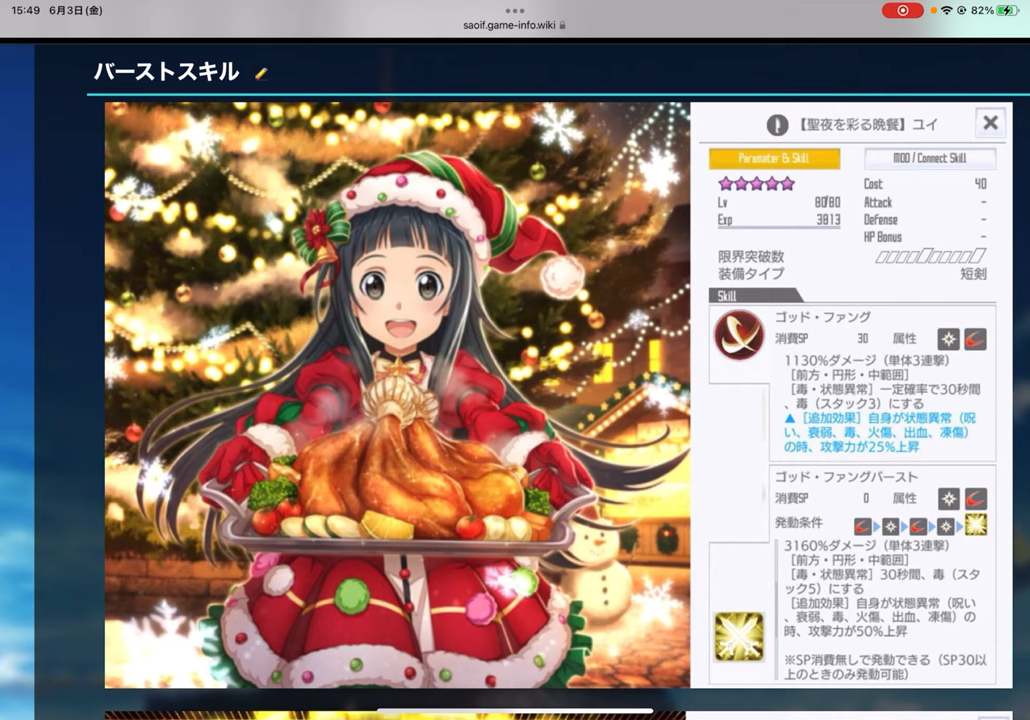 15:49 6月3日(金)
82%
saoif.game-info.wiki
バーストスキル
【聖夜を彩る晩餐】ユイ
Parameter & Skill
MOD / Connect Skill
Lv 80/80
Exp 3813
Cost 40
Attack -
Defense -
HP Bonus -
限界突破数
装備タイプ 短剣
Skill
ゴッド・ファング
消費SP 30 属性
1130%ダメージ（単体3連撃）
［前方・円形・中範囲］
［毒・状態異常］一定確率で30秒間
、毒（スタック3）にする
▲［追加効果］自身が状態異常（呪
い、衰弱、毒、火傷、出血、凍傷）
の時、攻撃力が25%上昇
ゴッド・ファングバースト
消費SP 0 属性
発動条件
3160%ダメージ（単体3連撃）
［前方・円形・中範囲］
［毒・状態異常］30秒間、毒（スタ
ック5）にする
［追加効果］自身が状態異常（呪い
、衰弱、毒、火傷、出血、凍傷）の
時、攻撃力が50%上昇
※SP消費無しで発動できる（SP30以
上のときのみ発動可能）